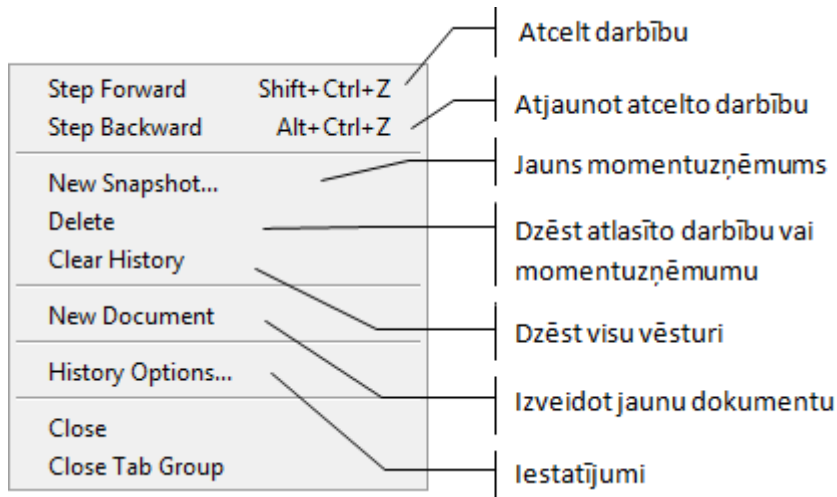 Step Forward Shift+Ctrl+Z
Step Backward Alt+Ctrl+Z
New Snapshot...
Delete
Clear History
New Document
History Options...
Close
Close Tab Group
Atcelt darbību
Atjaunot atcelto darbību
Jauns momentuzņēmums
Dzēst atlasīto darbību vai
momentuzņēmumu
Dzēst visu vēsturi
Izveidot jaunu dokumentu
Iestatījumi